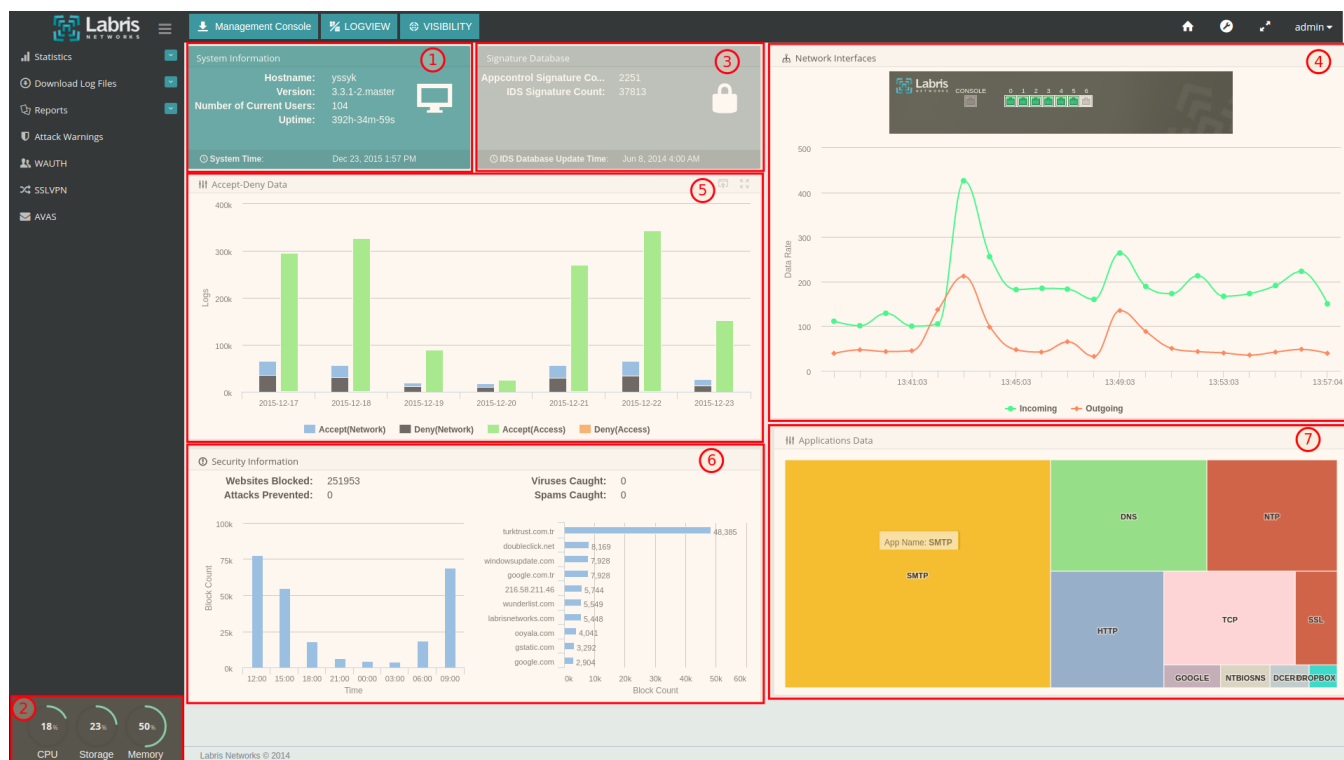 Labris
NETWORKS
Management Console
LOGVIEW
VISIBILITY
admin
Statistics
Download Log Files
Reports
Attack Warnings
WAUTH
SSLVPN
AVAS
System Information
1
Hostname: yssyk
Version: 3.3.1-2.master
Number of Current Users: 104
Uptime: 392h-34m-59s
System Time: Dec 23, 2015 1:57 PM
Signature Database
3
Appcontrol Signature Co... 2251
IDS Signature Count: 37813
IDS Database Update Time: Jun 8, 2014 4:00 AM
Network Interfaces
4
Labris
NETWORKS
CONSOLE
0 1 2 3 4 5 6
500
400
300
200
100
0
Data Rate
13:41:03 13:45:03 13:49:03 13:53:03 13:57:04
Incoming Outgoing
Accept-Deny Data
5
400k
300k
200k
100k
0k
Logs
2015-12-17 2015-12-18 2015-12-19 2015-12-20 2015-12-21 2015-12-22 2015-12-23
Accept(Network) Deny(Network) Accept(Access) Deny(Access)
Security Information
6
Websites Blocked: 251953
Attacks Prevented: 0
Viruses Caught: 0
Spams Caught: 0
100k
75k
50k
25k
0k
Block Count
12:00 15:00 18:00 21:00 00:00 03:00 06:00 09:00
Time
turktrust.com.tr 48,385
doubleclick.net 8,169
windowsupdate.com 7,928
google.com.tr 7,928
216.58.211.46 5,744
wunderlist.com 5,549
labrisnetworks.com 5,448
ooyala.com 4,041
gstatic.com 3,292
google.com 2,904
0k 10k 20k 30k 40k 50k 60k
Block Count
Applications Data
7
App Name: SMTP
SMTP
DNS
NTP
HTTP
TCP
SSL
GOOGLE
NTBIOSNS
DCER
DROPBOX
2
18%
23%
50%
CPU Storage Memory
Labris Networks © 2014